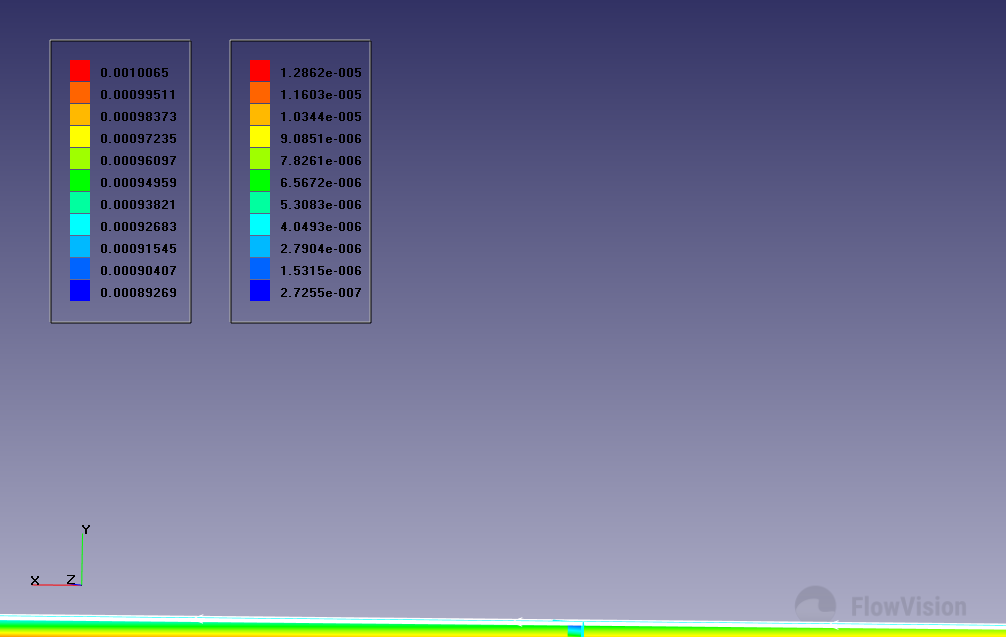 0.0010065
0.00099511
0.00098373
0.00097235
0.00096097
0.00094959
0.00093821
0.00092683
0.00091545
0.00090407
0.00089269
1.2862e-005
1.1603e-005
1.0344e-005
9.0851e-006
7.8261e-006
6.5672e-006
5.3083e-006
4.0493e-006
2.7904e-006
1.5315e-006
2.7255e-007
Y
X Z
FlowVision